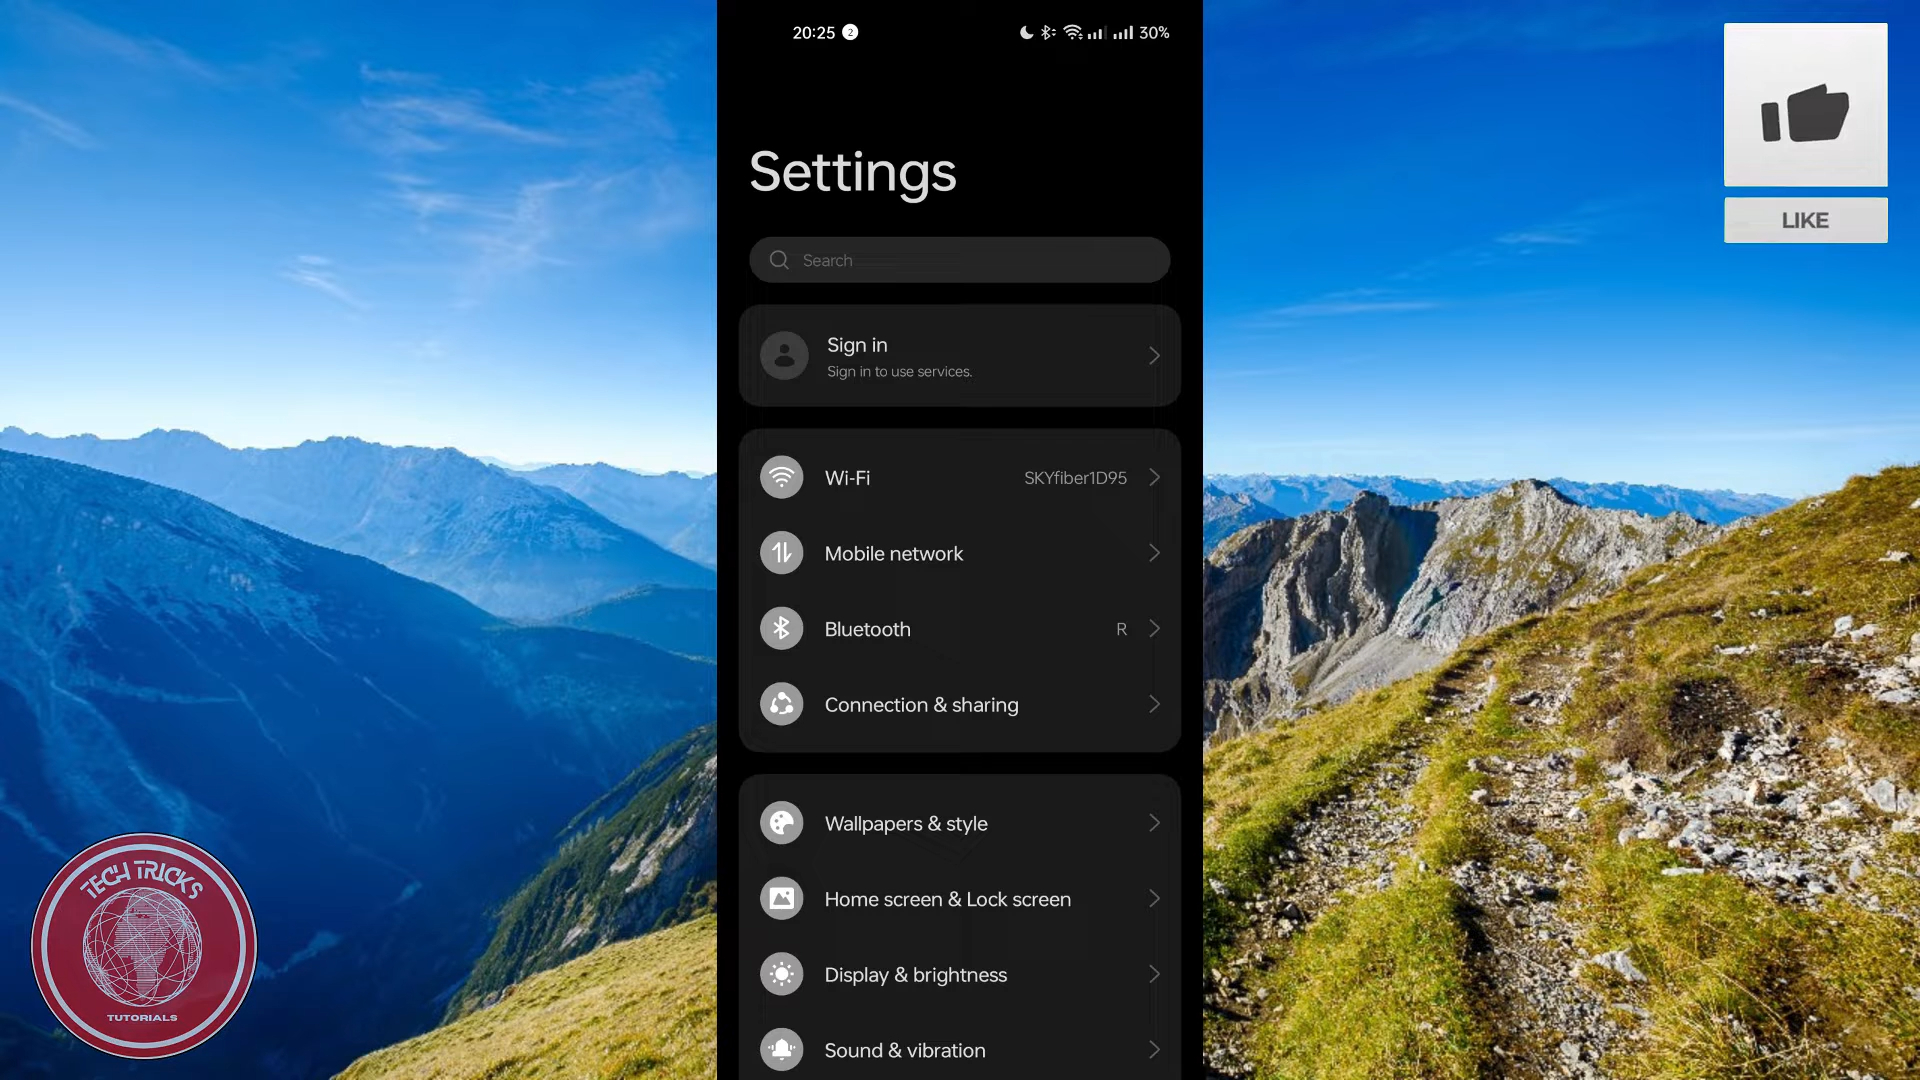 20:25 2 30%
LIKE
Settings
Search
Sign in
Sign in to use services.
Wi-Fi SKYfiber1D95
Mobile network
Bluetooth R
Connection & sharing
Wallpapers & style
Home screen & Lock screen
Display & brightness
Sound & vibration
TECH TRICKS
TUTORIALS